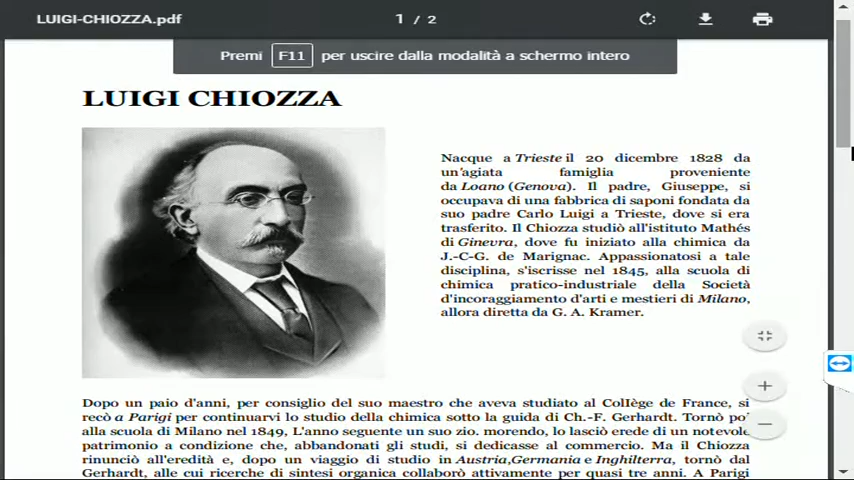 LUIGI-CHIOZZA.pdf
1 / 2
Premi F11 per uscire dalla modalità a schermo intero
LUIGI CHIOZZA
Nacque a Trieste il 20 dicembre 1828 da
un'agiata famiglia proveniente
da Loano (Genova). Il padre, Giuseppe, si
occupava di una fabbrica di saponi fondata da
suo padre Carlo Luigi a Trieste, dove si era
trasferito. Il Chiozza studiò all'istituto Mathés
di Ginevra, dove fu iniziato alla chimica da
J.-C-G. de Marignac. Appassionatosi a tale
disciplina, s'iscrisse nel 1845, alla scuola di
chimica pratico-industriale della Società
d'incoraggiamento d'arti e mestieri di Milano,
allora diretta da G. A. Kramer.
Dopo un paio d'anni, per consiglio del suo maestro che aveva studiato al ColIège de France, si
recò a Parigi per continuarvi lo studio della chimica sotto la guida di Ch.-F. Gerhardt. Tornò poi
alla scuola di Milano nel 1849, L'anno seguente un suo zio. morendo, lo lasciò erede di un notevole
patrimonio a condizione che, abbandonati gli studi, si dedicasse al commercio. Ma il Chiozza
rinunciò all'eredità e, dopo un viaggio di studio in Austria,Germania e Inghilterra, tornò dal
Gerhardt, alle cui ricerche di sintesi organica collaborò attivamente per quasi tre anni. A Parigi